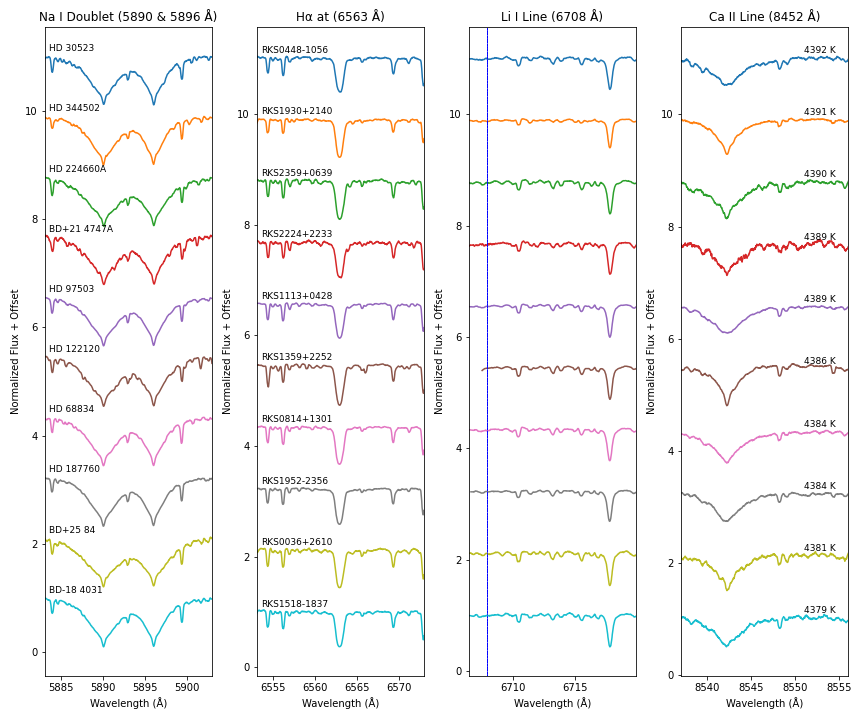 Na I Doublet (5890 & 5896 Å)
Hα at (6563 Å)
Li I Line (6708 Å)
Ca II Line (8452 Å)
HD 30523
HD 344502
HD 224660A
BD+21 4747A
HD 97503
HD 122120
HD 68834
HD 187760
BD+25 84
BD-18 4031
10
8
6
4
2
0
Normalized Flux + Offset
5885
5890
5895
5900
Wavelength (Å)
RKS0448-1056
RKS1930+2140
RKS2359+0639
RKS2224+2233
RKS1113+0428
RKS1359+2252
RKS0814+1301
RKS1952-2356
RKS0036+2610
RKS1518-1837
10
8
6
4
2
0
Normalized Flux + Offset
6555
6560
6565
6570
Wavelength (Å)
10
8
6
4
2
0
Normalized Flux + Offset
6710
6715
Wavelength (Å)
4392 K
4391 K
4390 K
4389 K
4389 K
4386 K
4384 K
4384 K
4381 K
4379 K
10
8
6
4
2
0
Normalized Flux + Offset
8540
8545
8550
8555
Wavelength (Å)